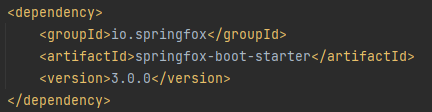 <dependency>
    <groupId>io.springfox</groupId>
    <artifactId>springfox-boot-starter</artifactId>
    <version>3.0.0</version>
</dependency>